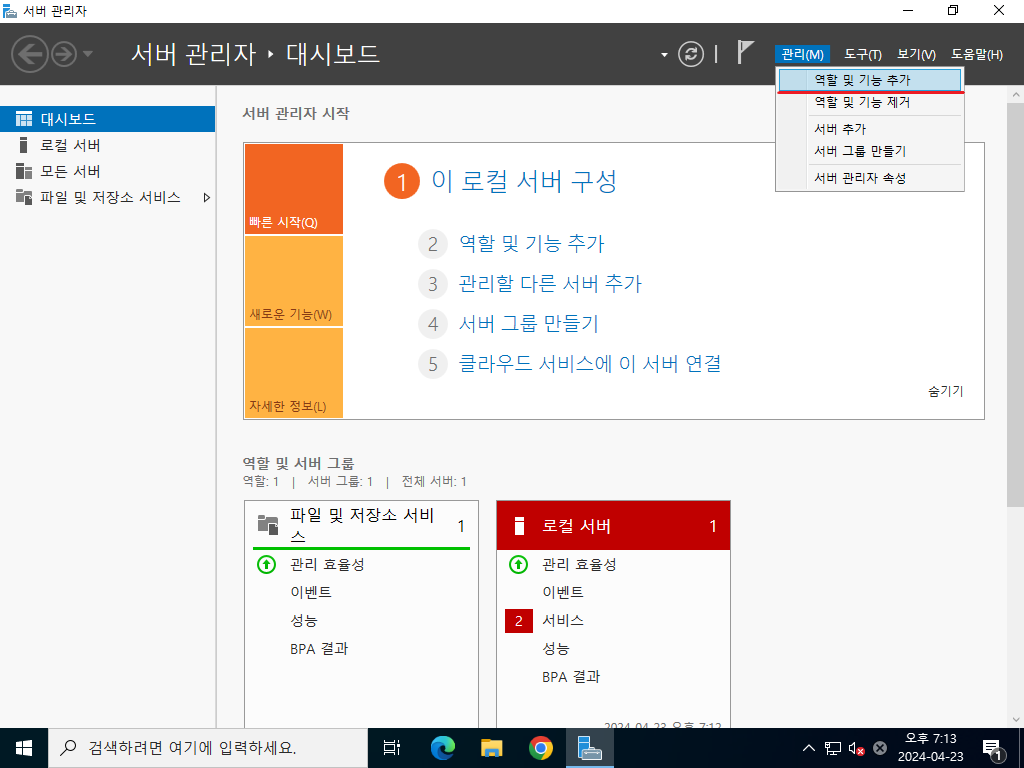 서버 관리자
서버 관리자 ‣ 대시보드
관리(M)
도구(T)
보기(V)
도움말(H)
역할 및 기능 추가
역할 및 기능 제거
서버 추가
서버 그룹 만들기
서버 관리자 속성
대시보드
로컬 서버
모든 서버
파일 및 저장소 서비스
서버 관리자 시작
빠른 시작(Q)
새로운 기능(W)
자세한 정보(L)
1 이 로컬 서버 구성
2 역할 및 기능 추가
3 관리할 다른 서버 추가
4 서버 그룹 만들기
5 클라우드 서비스에 이 서버 연결
숨기기
역할 및 서버 그룹
역할: 1 | 서버 그룹: 1 | 전체 서버: 1
파일 및 저장소 서비
스
1
관리 효율성
이벤트
성능
BPA 결과
로컬 서버 1
관리 효율성
이벤트
2 서비스
성능
BPA 결과
2024-04-23 오후 7:12
검색하려면 여기에 입력하세요.
오후 7:13
2024-04-23
1